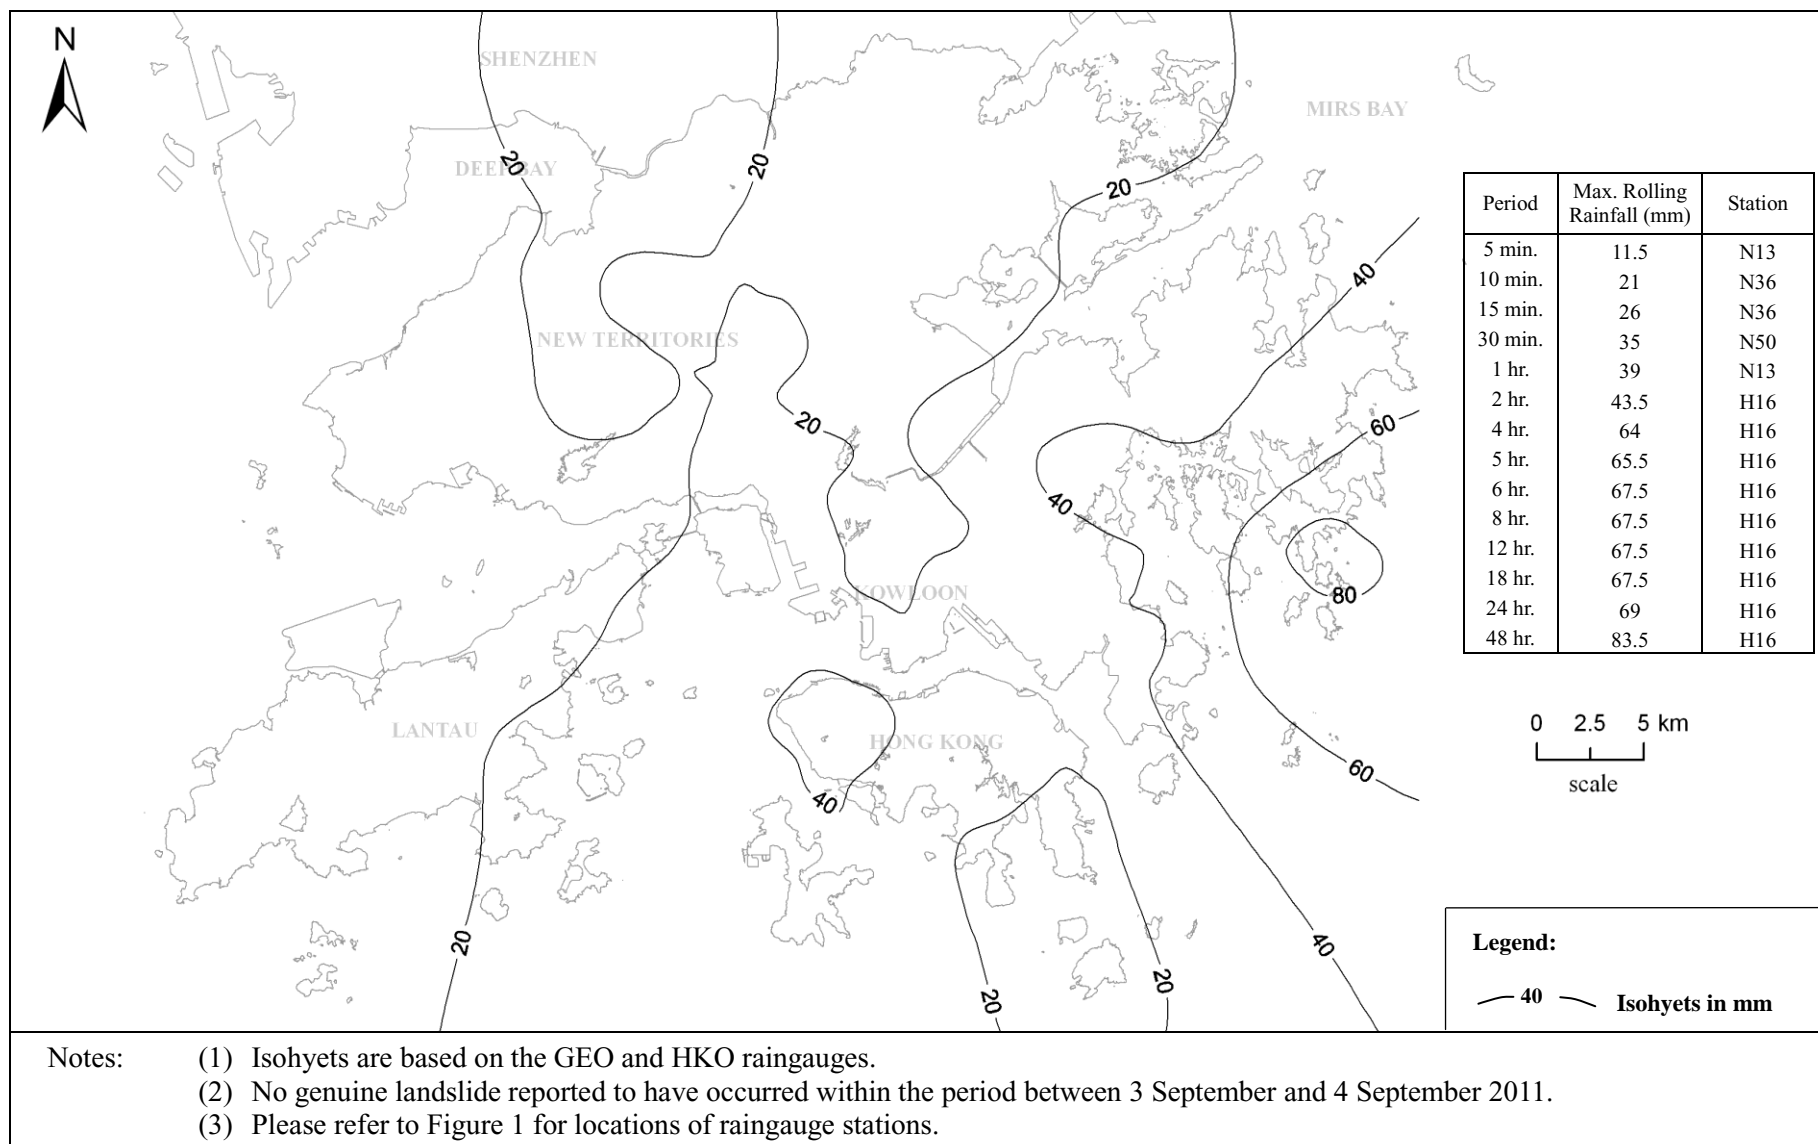 N
SHENZHEN
MIRS BAY
DEEP BAY
20
20
20
40
NEW TERRITORIES
20
60
40
80
KOWLOON
LANTAU
HONG KONG
60
40
20
40
20
20
Period Max. Rolling Rainfall (mm) Station
5 min. 11.5 N13
10 min. 21 N36
15 min. 26 N36
30 min. 35 N50
1 hr. 39 N13
2 hr. 43.5 H16
4 hr. 64 H16
5 hr. 65.5 H16
6 hr. 67.5 H16
8 hr. 67.5 H16
12 hr. 67.5 H16
18 hr. 67.5 H16
24 hr. 69 H16
48 hr. 83.5 H16
0 2.5 5 km
scale
Legend:
40 Isohyets in mm
Notes: (1) Isohyets are based on the GEO and HKO raingauges.
(2) No genuine landslide reported to have occurred within the period between 3 September and 4 September 2011.
(3) Please refer to Figure 1 for locations of raingauge stations.